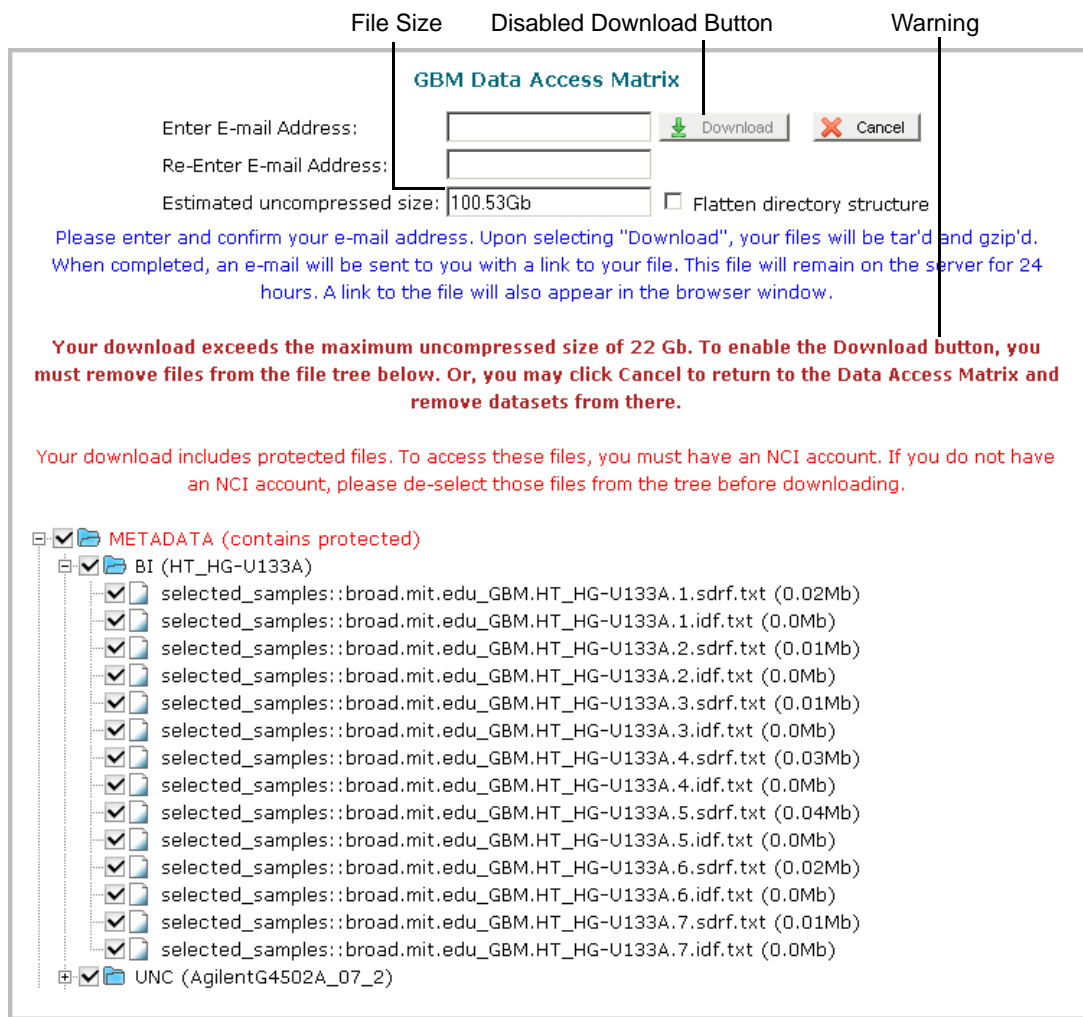 File Size Disabled Download Button Warning
GBM Data Access Matrix
Enter E-mail Address: Download Cancel
Re-Enter E-mail Address:
Estimated uncompressed size: 100.53Gb Flatten directory structure
Please enter and confirm your e-mail address. Upon selecting "Download", your files will be tar'd and gzip'd.
When completed, an e-mail will be sent to you with a link to your file. This file will remain on the server for 24
hours. A link to the file will also appear in the browser window.
Your download exceeds the maximum uncompressed size of 22 Gb. To enable the Download button, you
must remove files from the file tree below. Or, you may click Cancel to return to the Data Access Matrix and
remove datasets from there.
Your download includes protected files. To access these files, you must have an NCI account. If you do not have
an NCI account, please de-select those files from the tree before downloading.
METADATA (contains protected)
BI (HT_HG-U133A)
selected_samples::broad.mit.edu_GBM.HT_HG-U133A.1.sdrf.txt (0.02Mb)
selected_samples::broad.mit.edu_GBM.HT_HG-U133A.1.idf.txt (0.0Mb)
selected_samples::broad.mit.edu_GBM.HT_HG-U133A.2.sdrf.txt (0.01Mb)
selected_samples::broad.mit.edu_GBM.HT_HG-U133A.2.idf.txt (0.0Mb)
selected_samples::broad.mit.edu_GBM.HT_HG-U133A.3.sdrf.txt (0.01Mb)
selected_samples::broad.mit.edu_GBM.HT_HG-U133A.3.idf.txt (0.0Mb)
selected_samples::broad.mit.edu_GBM.HT_HG-U133A.4.sdrf.txt (0.03Mb)
selected_samples::broad.mit.edu_GBM.HT_HG-U133A.4.idf.txt (0.0Mb)
selected_samples::broad.mit.edu_GBM.HT_HG-U133A.5.sdrf.txt (0.04Mb)
selected_samples::broad.mit.edu_GBM.HT_HG-U133A.5.idf.txt (0.0Mb)
selected_samples::broad.mit.edu_GBM.HT_HG-U133A.6.sdrf.txt (0.02Mb)
selected_samples::broad.mit.edu_GBM.HT_HG-U133A.6.idf.txt (0.0Mb)
selected_samples::broad.mit.edu_GBM.HT_HG-U133A.7.sdrf.txt (0.01Mb)
selected_samples::broad.mit.edu_GBM.HT_HG-U133A.7.idf.txt (0.0Mb)
UNC (AgilentG4502A_07_2)